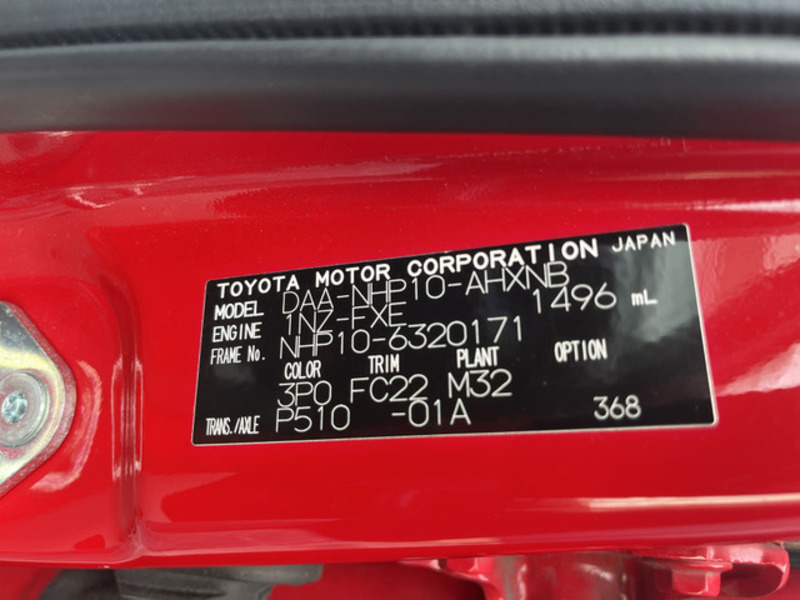 TOYOTA MOTOR CORPORATION JAPAN
MODEL DAA-NHP10-AHXNB
ENGINE 1NZ-FXE 1496 mL
FRAME No. NHP10-6320171
COLOR TRIM PLANT OPTION
3P0 FC22 M32
TRANS./AXLE P510 -01A 368